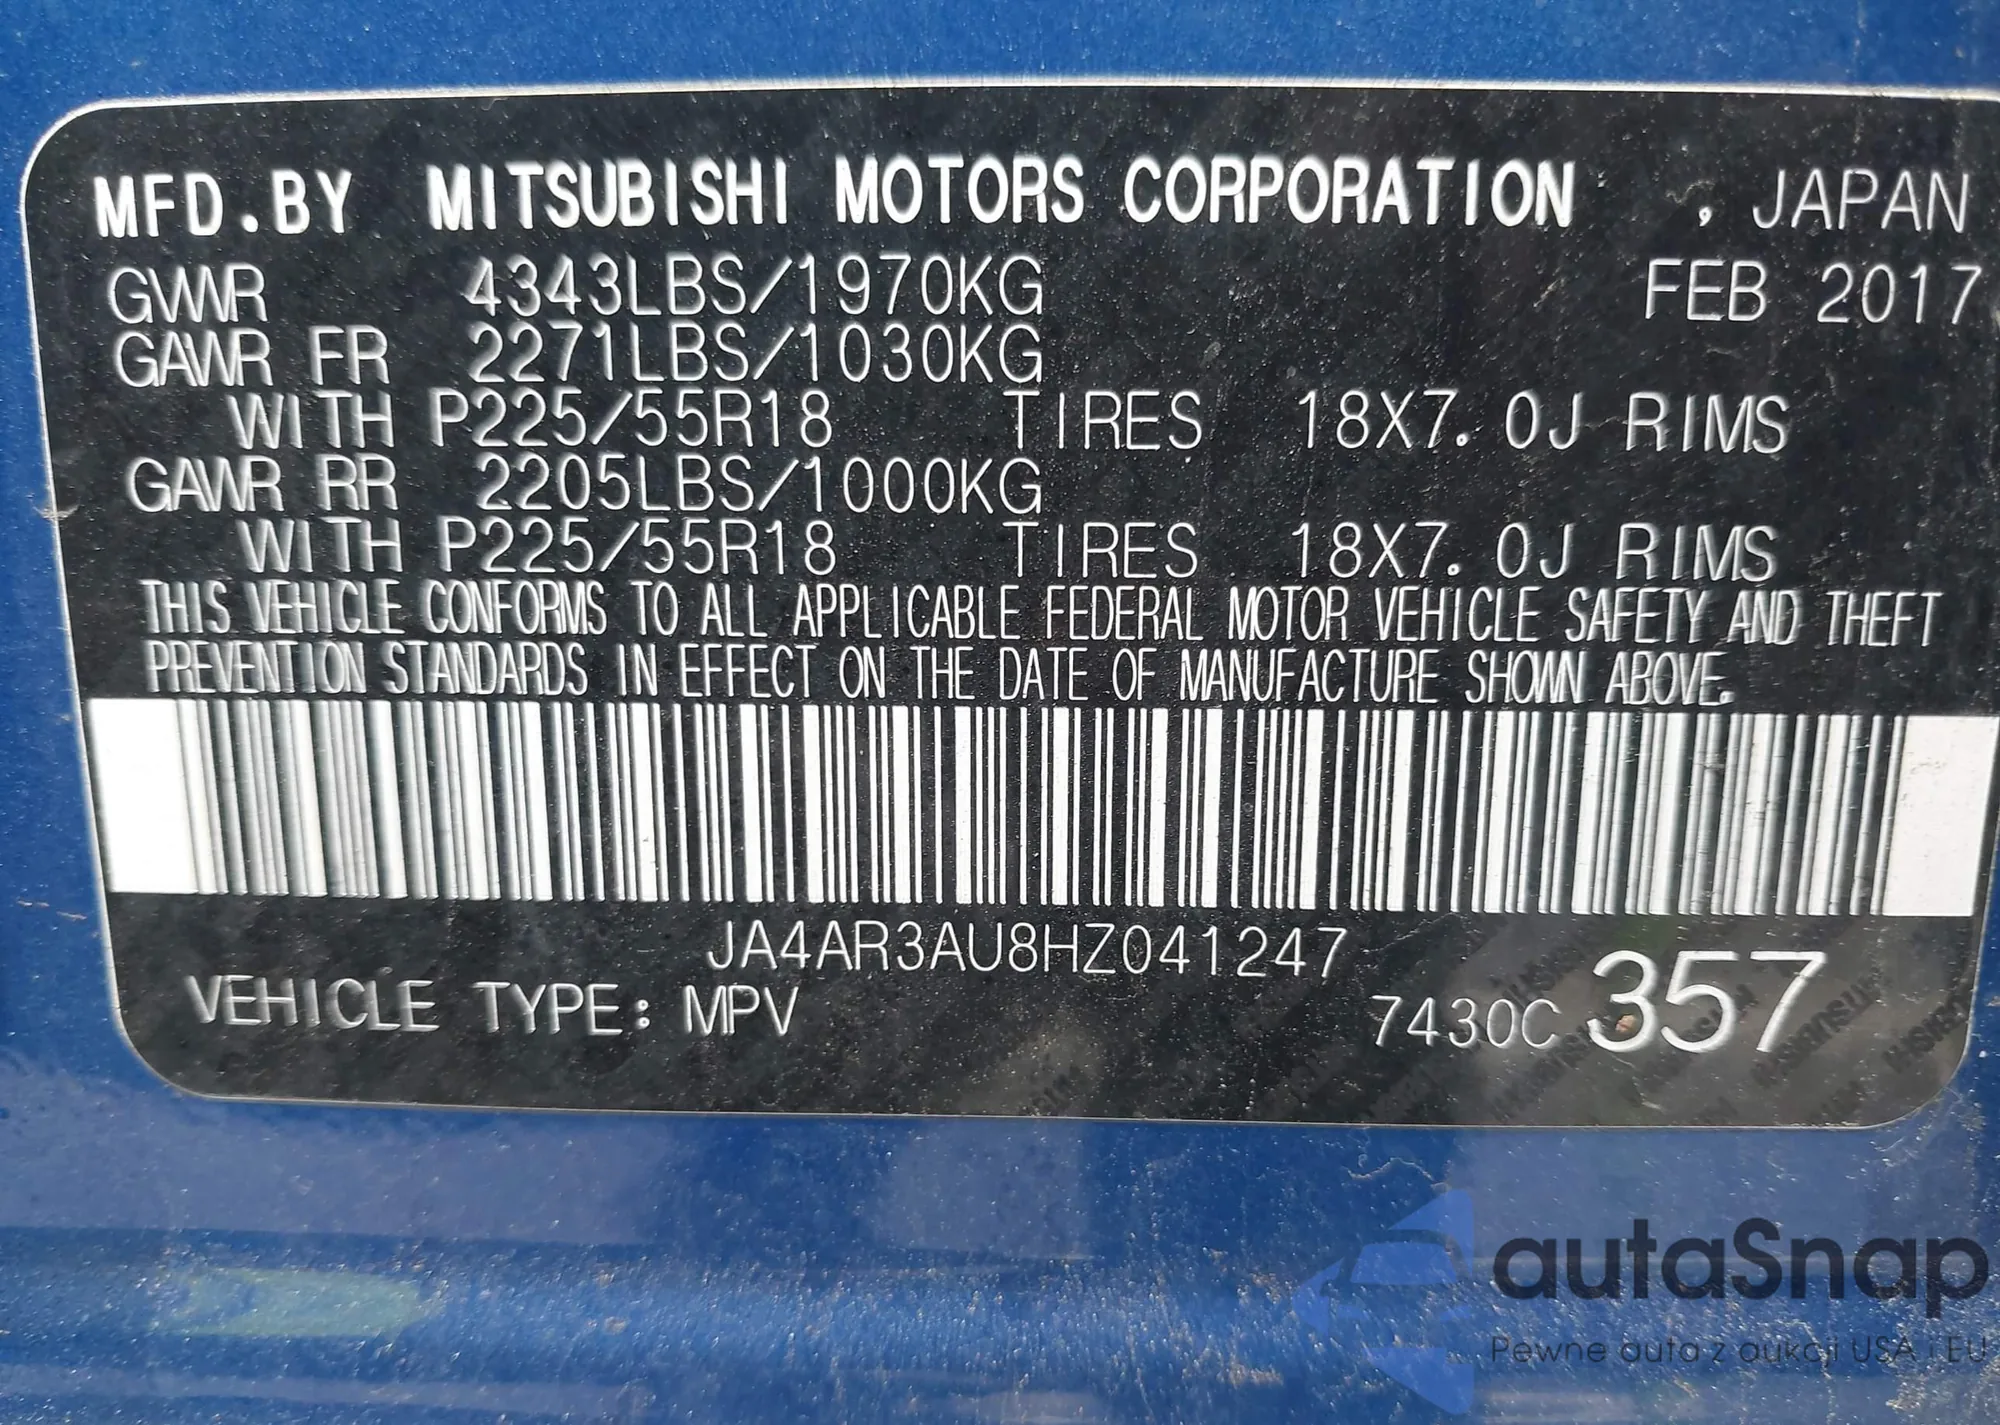 MFD.BY MITSUBISHI MOTORS CORPORATION , JAPAN
GVWR 4343LBS/1970KG FEB 2017
GAWR FR 2271LBS/1030KG
WITH P225/55R18 TIRES 18X7.0J RIMS
GAWR RR 2205LBS/1000KG
WITH P225/55R18 TIRES 18X7.0J RIMS
THIS VEHICLE CONFORMS TO ALL APPLICABLE FEDERAL MOTOR VEHICLE SAFETY AND THEFT
PREVENTION STANDARDS IN EFFECT ON THE DATE OF MANUFACTURE SHOWN ABOVE.
JA4AR3AU8HZ041247
VEHICLE TYPE: MPV 7430C 357
autaSnap
Pewne auta z aukcji USA i EU